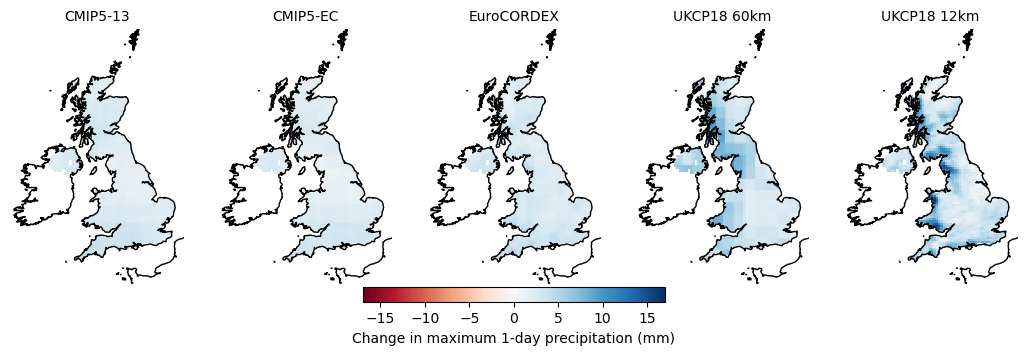 CMIP5-13
CMIP5-EC
EuroCORDEX
UKCP18 60km
UKCP18 12km
−15 −10 −5 0 5 10 15
Change in maximum 1-day precipitation (mm)